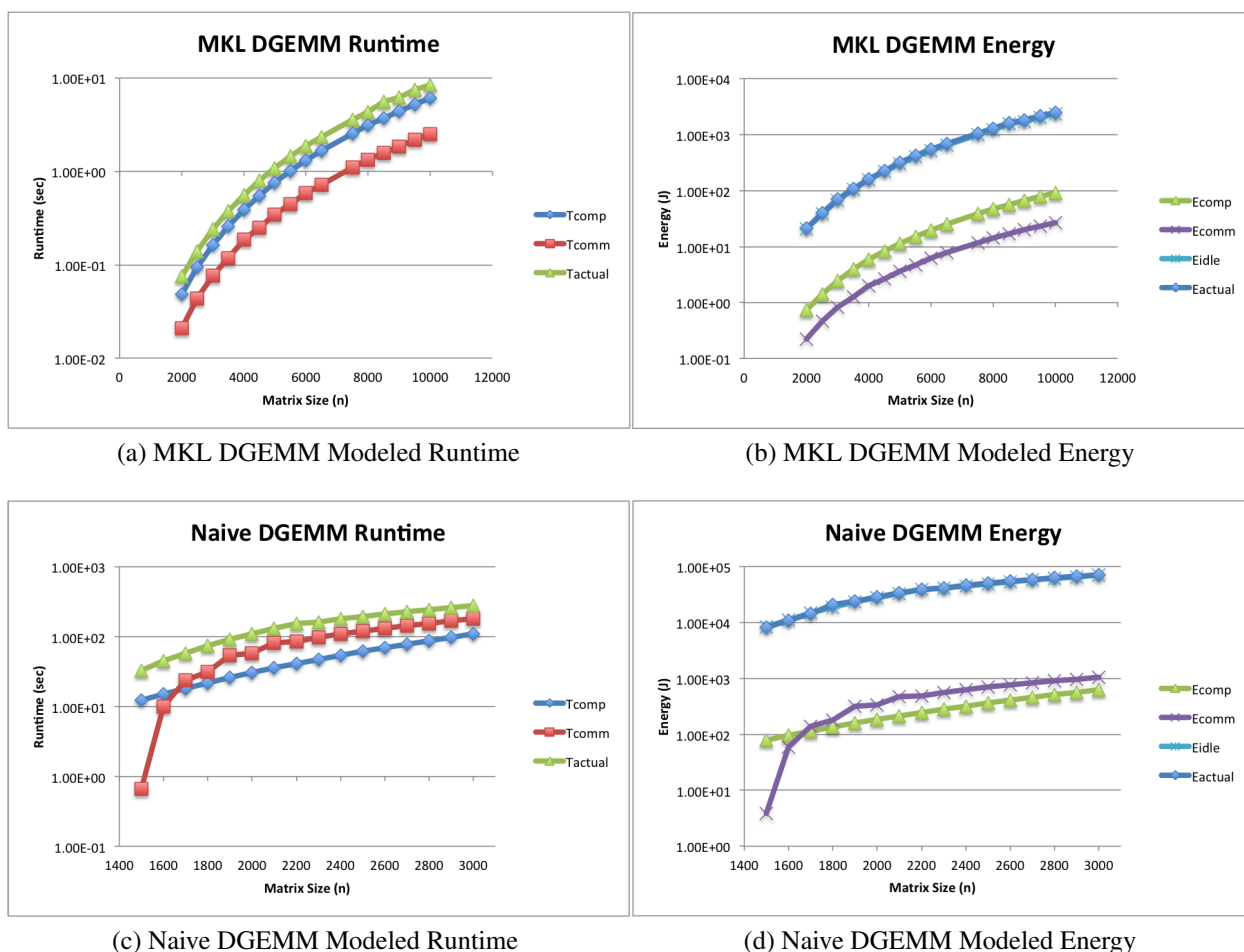 MKL DGEMM Runtime
1.00E+01
1.00E+00
1.00E-01
1.00E-02
Runtime (sec)
0 2000 4000 6000 8000 10000 12000
Matrix Size (n)
Tcomp
Tcomm
Tactual
(a) MKL DGEMM Modeled Runtime
MKL DGEMM Energy
1.00E+04
1.00E+03
1.00E+02
1.00E+01
1.00E+00
1.00E-01
Energy (J)
0 2000 4000 6000 8000 10000 12000
Matrix Size (n)
Ecomp
Ecomm
Eidle
Eactual
(b) MKL DGEMM Modeled Energy
Naive DGEMM Runtime
1.00E+03
1.00E+02
1.00E+01
1.00E+00
1.00E-01
Runtime (sec)
1400 1600 1800 2000 2200 2400 2600 2800 3000
Matrix Size (n)
Tcomp
Tcomm
Tactual
(c) Naive DGEMM Modeled Runtime
Naive DGEMM Energy
1.00E+05
1.00E+04
1.00E+03
1.00E+02
1.00E+01
1.00E+00
Energy (J)
1400 1600 1800 2000 2200 2400 2600 2800 3000
Matrix Size (n)
Ecomp
Ecomm
Eidle
Eactual
(d) Naive DGEMM Modeled Energy